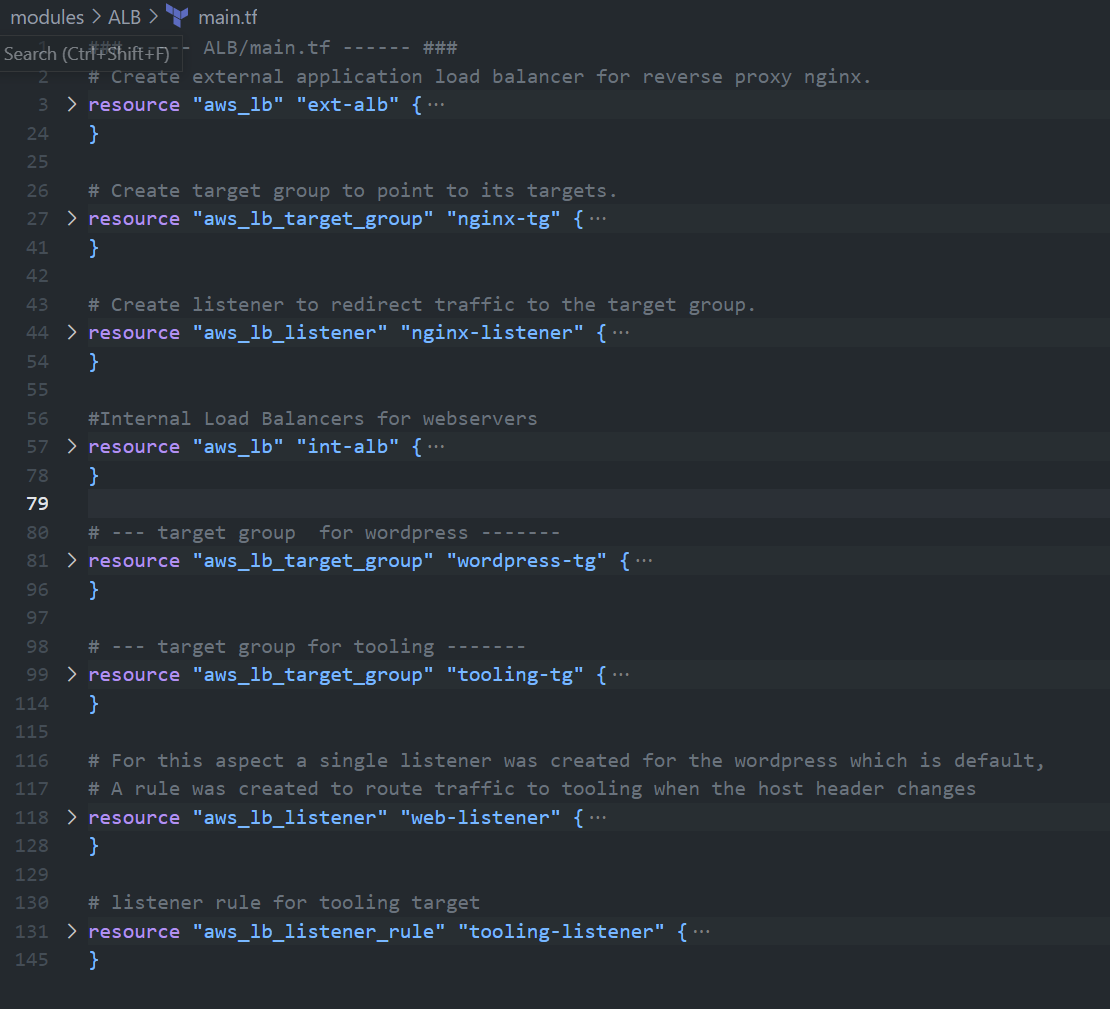 modules > ALB > main.tf
Search (Ctrl+Shift+F)
1 ### ------ ALB/main.tf ------ ###
2 # Create external application load balancer for reverse proxy nginx.
3 > resource "aws_lb" "ext-alb" { ···
24 }
25
26 # Create target group to point to its targets.
27 > resource "aws_lb_target_group" "nginx-tg" { ···
41 }
42
43 # Create listener to redirect traffic to the target group.
44 > resource "aws_lb_listener" "nginx-listener" { ···
54 }
55
56 #Internal Load Balancers for webservers
57 > resource "aws_lb" "int-alb" { ···
78 }
79
80 # --- target group  for wordpress -------
81 > resource "aws_lb_target_group" "wordpress-tg" { ···
96 }
97
98 # --- target group for tooling -------
99 > resource "aws_lb_target_group" "tooling-tg" { ···
114 }
115
116 # For this aspect a single listener was created for the wordpress which is default,
117 # A rule was created to route traffic to tooling when the host header changes
118 > resource "aws_lb_listener" "web-listener" { ···
128 }
129
130 # listener rule for tooling target
131 > resource "aws_lb_listener_rule" "tooling-listener" { ···
145 }